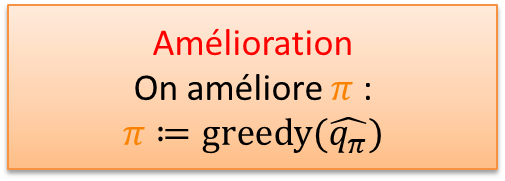 Amélioration
On améliore π :
π ≔ greedy(q̂_π)